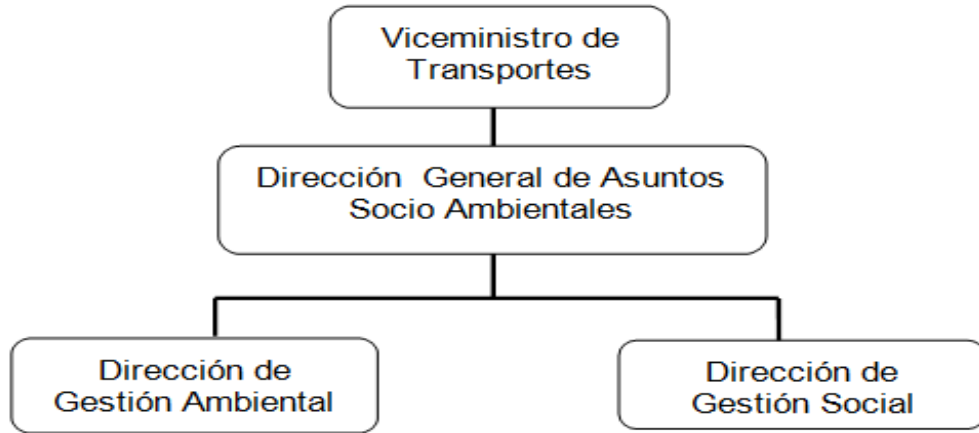 Viceministro de
Transportes
Dirección General de Asuntos
Socio Ambientales
Dirección de
Gestión Ambiental
Dirección de
Gestión Social